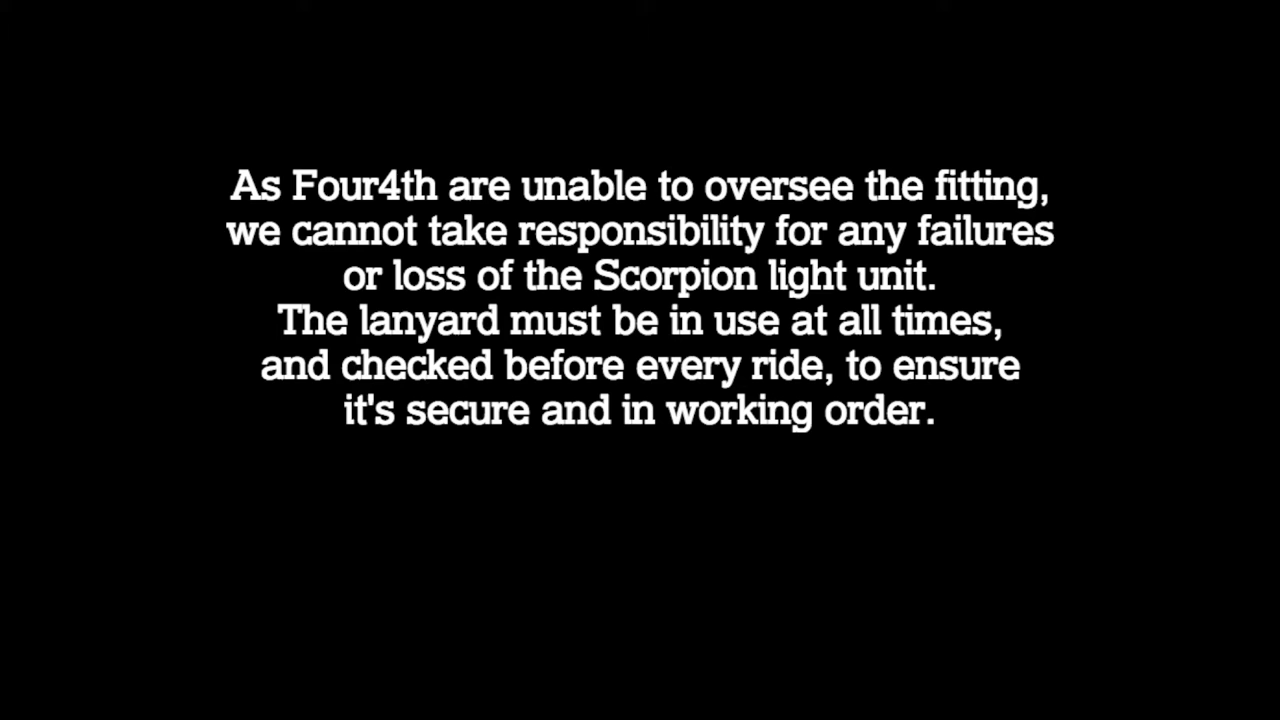 As Four4th are unable to oversee the fitting,
we cannot take responsibility for any failures
or loss of the Scorpion light unit.
The lanyard must be in use at all times,
and checked before every ride, to ensure
it's secure and in working order.